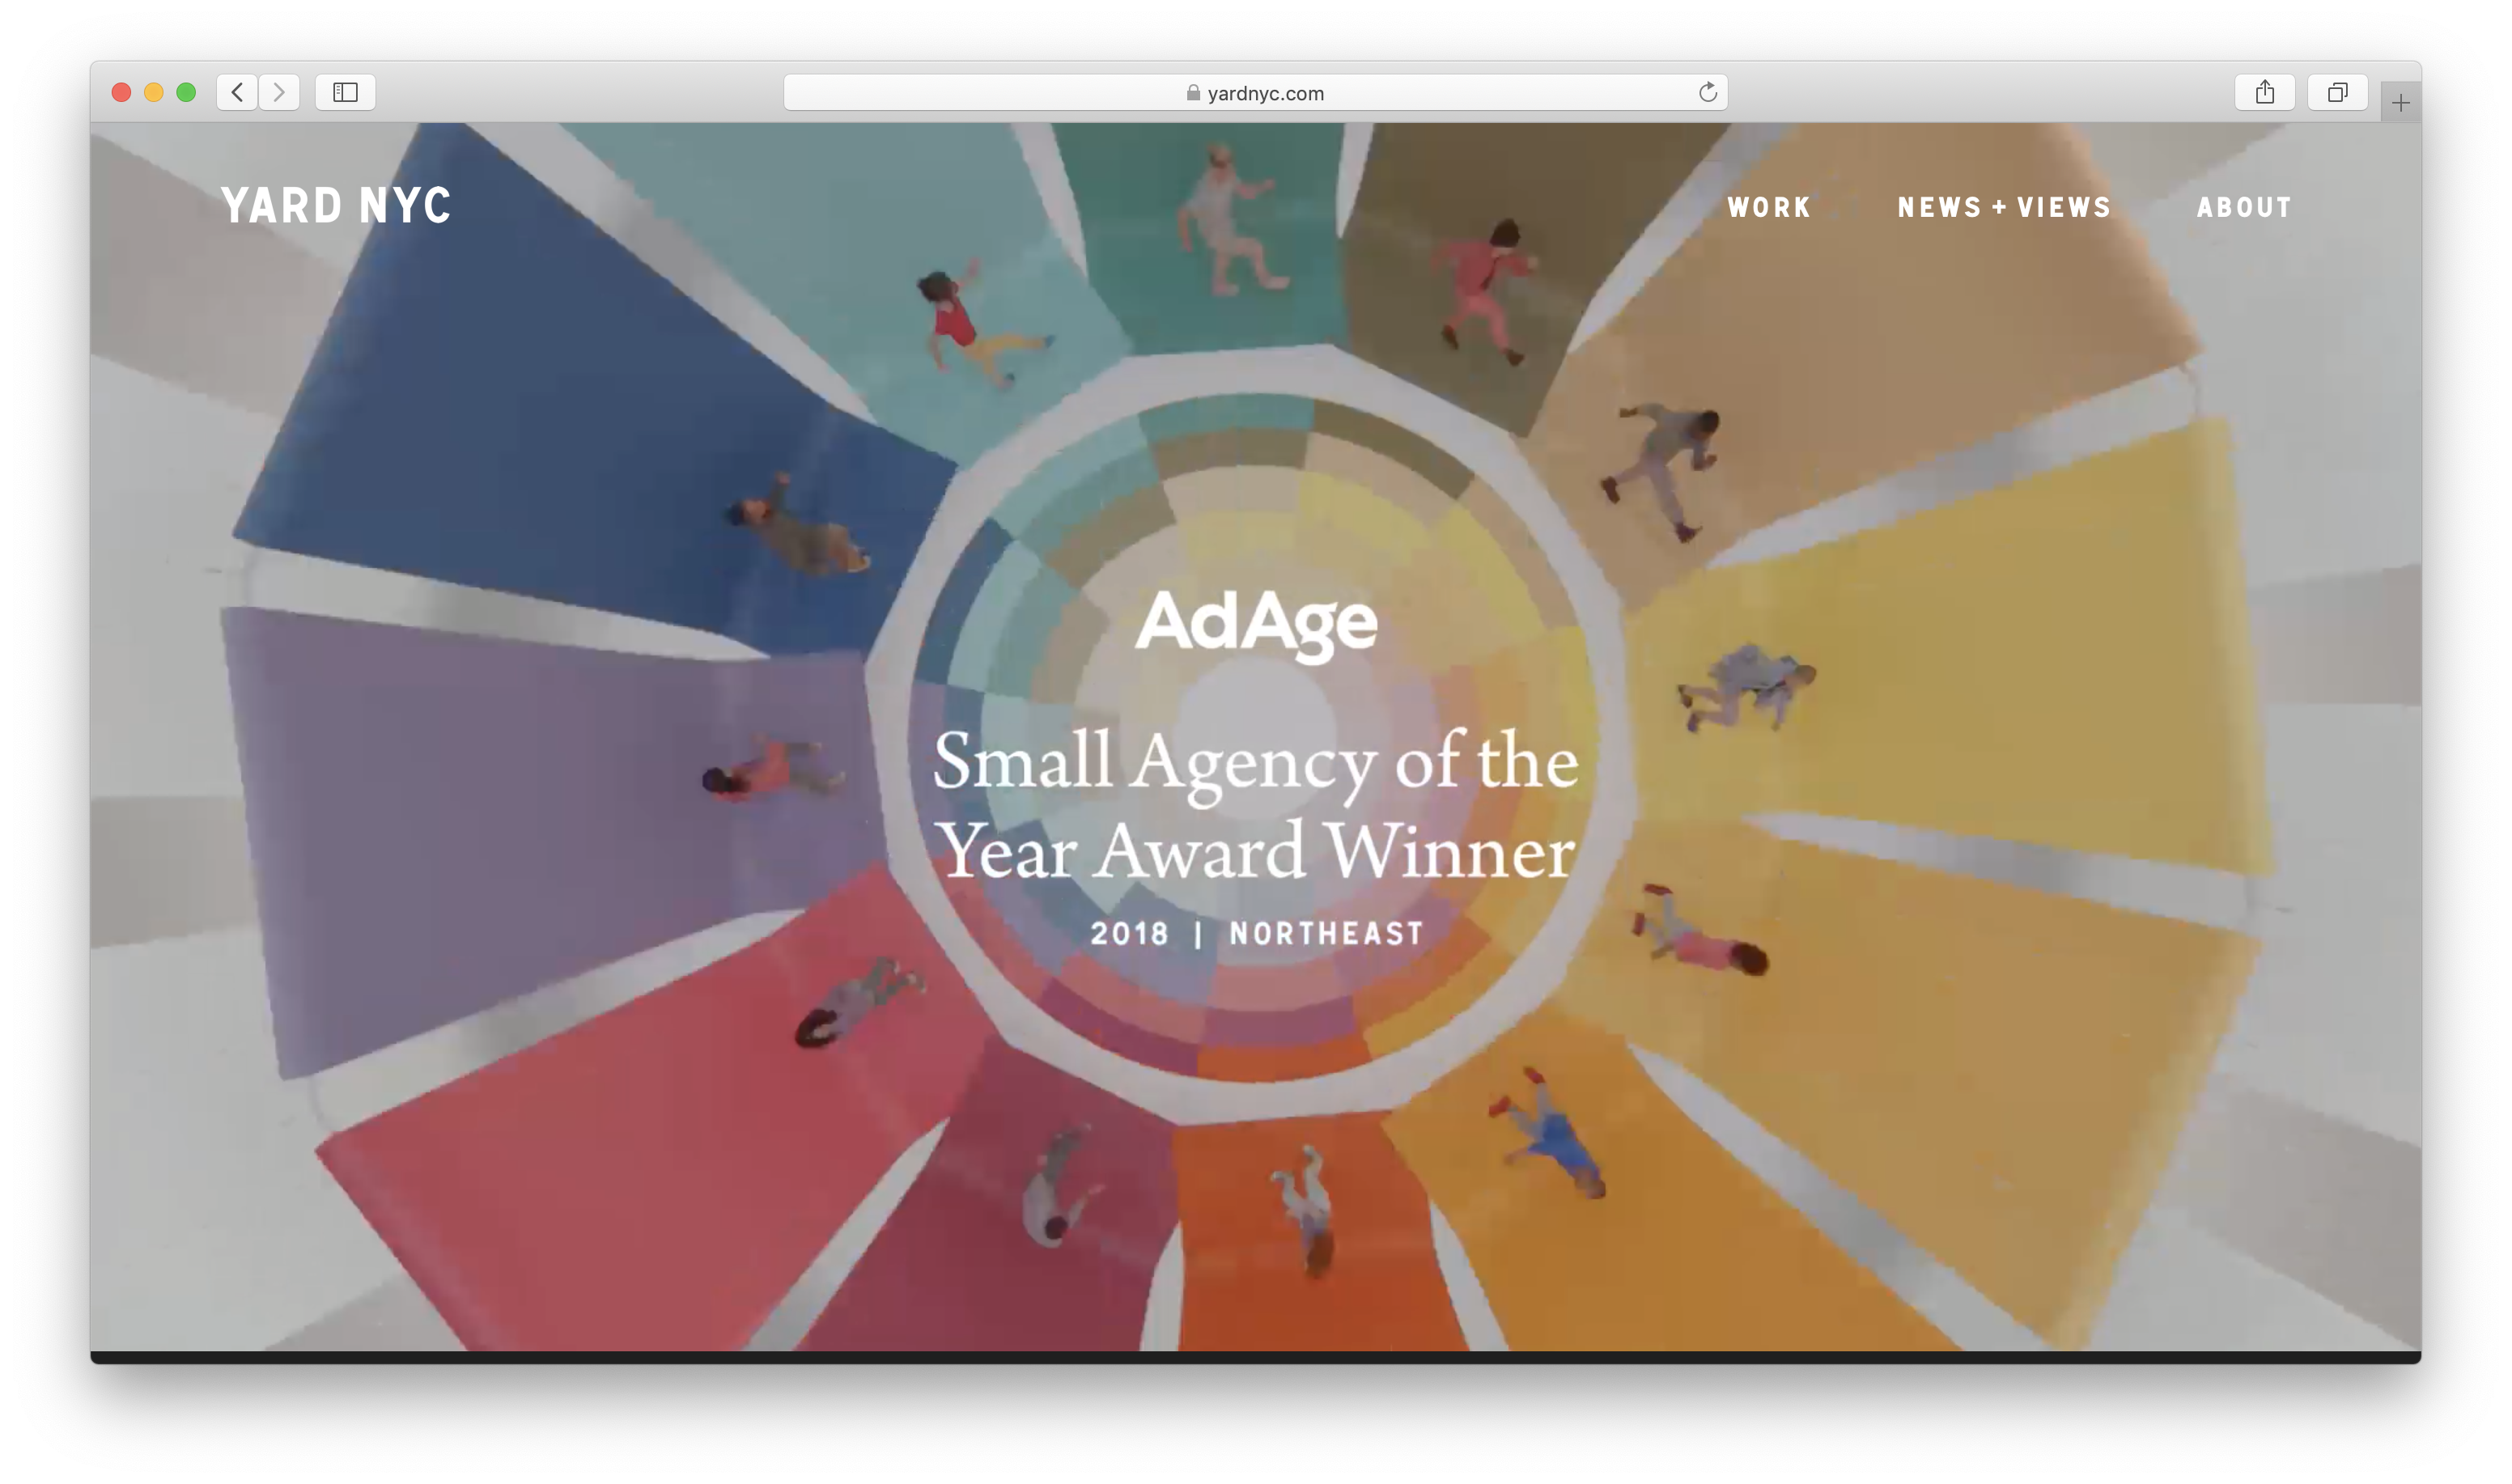 yardnyc.com
YARD NYC
WORK
NEWS + VIEWS
ABOUT
AdAge
Small Agency of the
Year Award Winner
2018 | NORTHEAST